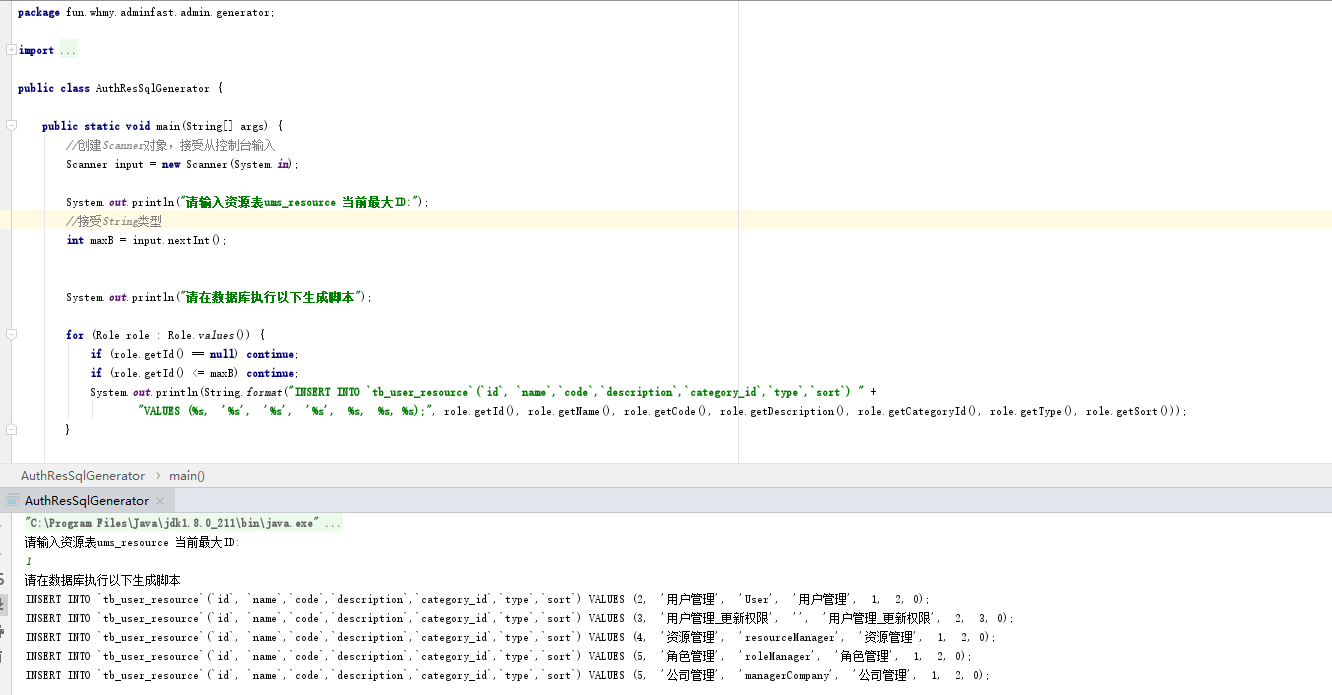 package fun.whmy.adminfast.admin.generator;
import ...
public class AuthResSqlGenerator {
public static void main(String[] args) {
//创建Scanner对象，接受从控制台输入
Scanner input = new Scanner(System.in);
System.out.println("请输入资源表ums_resource 当前最大ID:");
//接受String类型
int maxB = input.nextInt();
System.out.println("请在数据库执行以下生成脚本");
for (Role role : Role.values()) {
if (role.getId() == null) continue;
if (role.getId() <= maxB) continue;
System.out.println(String.format("INSERT INTO `tb_user_resource`(`id`, `name`,`code`,`description`,`category_id`,`type`,`sort`) " +
"VALUES (%s, '%s', '%s', '%s', %s, %s, %s);", role.getId(), role.getName(), role.getCode(), role.getDescription(), role.getCategoryId(), role.getType(), role.getSort()));
}
AuthResSqlGenerator › main()
AuthResSqlGenerator ×
"C:\Program Files\Java\jdk1.8.0_211\bin\java.exe" ...
请输入资源表ums_resource 当前最大ID:
1
请在数据库执行以下生成脚本
INSERT INTO `tb_user_resource`(`id`, `name`,`code`,`description`,`category_id`,`type`,`sort`) VALUES (2, '用户管理', 'User', '用户管理', 1, 2, 0);
INSERT INTO `tb_user_resource`(`id`, `name`,`code`,`description`,`category_id`,`type`,`sort`) VALUES (3, '用户管理_更新权限', '', '用户管理_更新权限', 2, 3, 0);
INSERT INTO `tb_user_resource`(`id`, `name`,`code`,`description`,`category_id`,`type`,`sort`) VALUES (4, '资源管理', 'resourceManager', '资源管理', 1, 2, 0);
INSERT INTO `tb_user_resource`(`id`, `name`,`code`,`description`,`category_id`,`type`,`sort`) VALUES (5, '角色管理', 'roleManager', '角色管理', 1, 2, 0);
INSERT INTO `tb_user_resource`(`id`, `name`,`code`,`description`,`category_id`,`type`,`sort`) VALUES (5, '公司管理', 'managerCompany', '公司管理', 1, 2, 0);